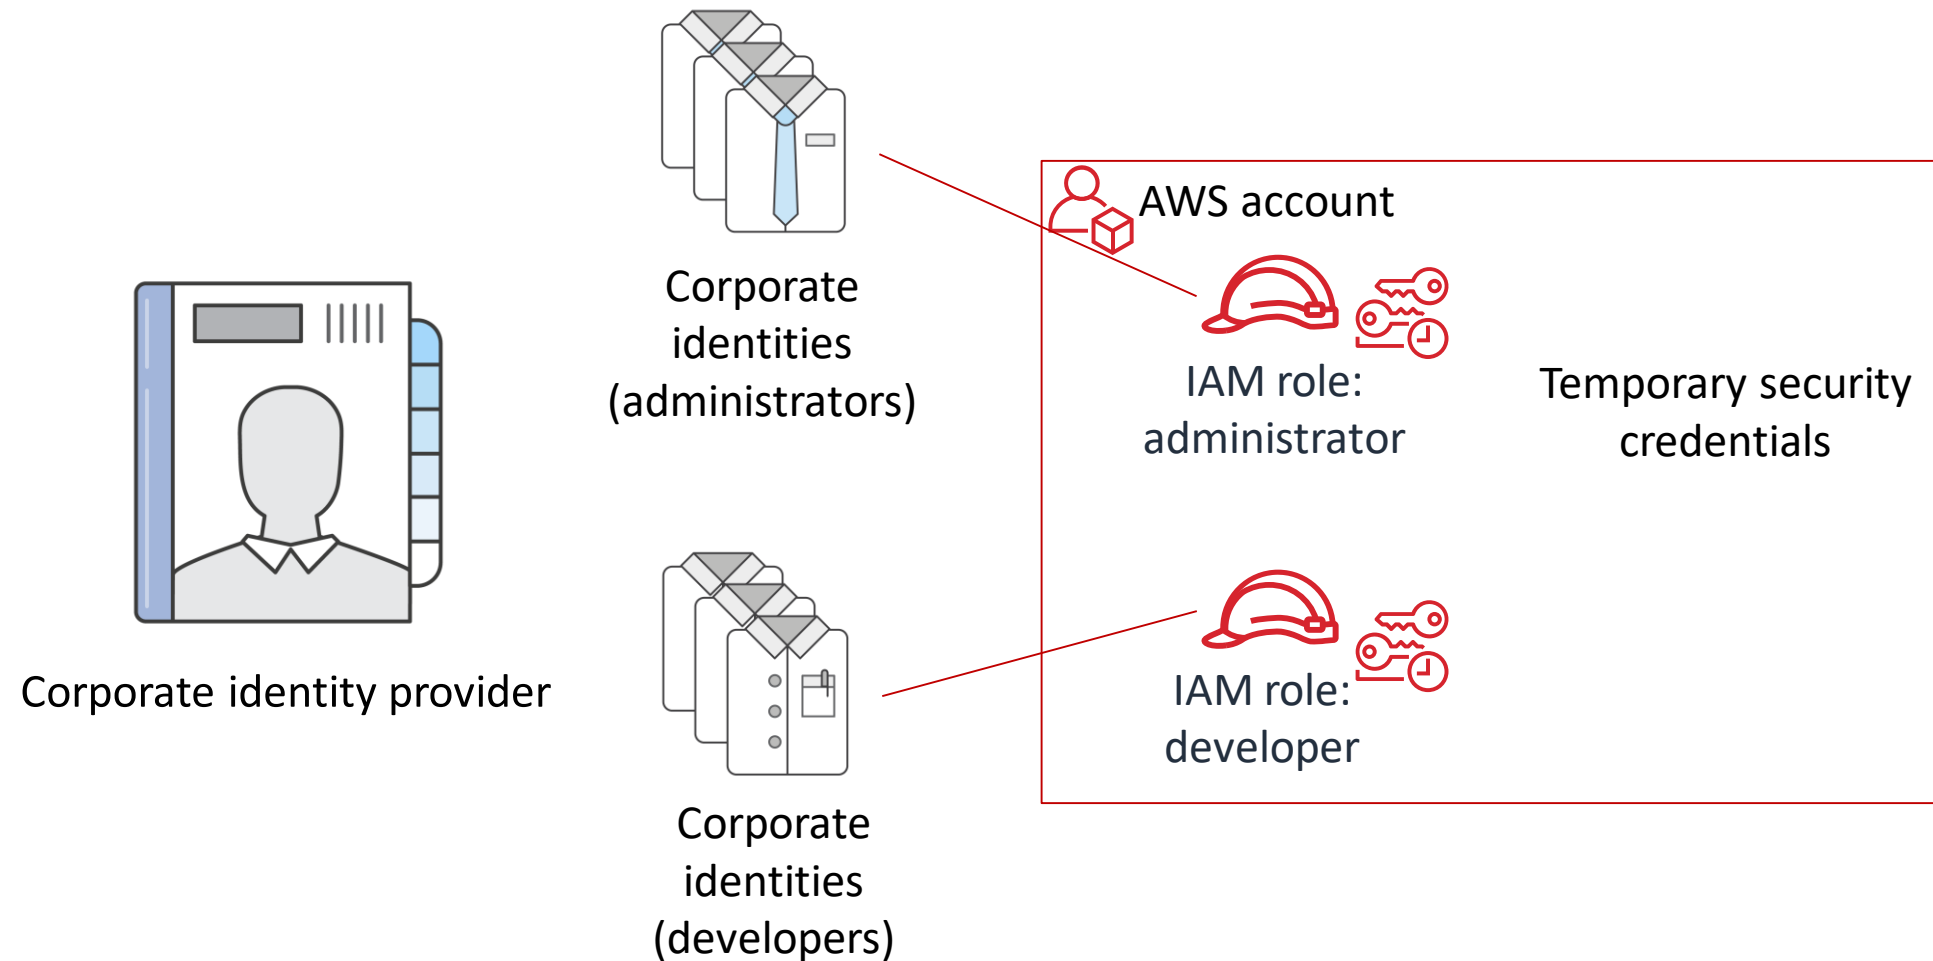 Corporate identity provider
Corporate
identities
(administrators)
Corporate
identities
(developers)
AWS account
IAM role:
administrator
Temporary security
credentials
IAM role:
developer